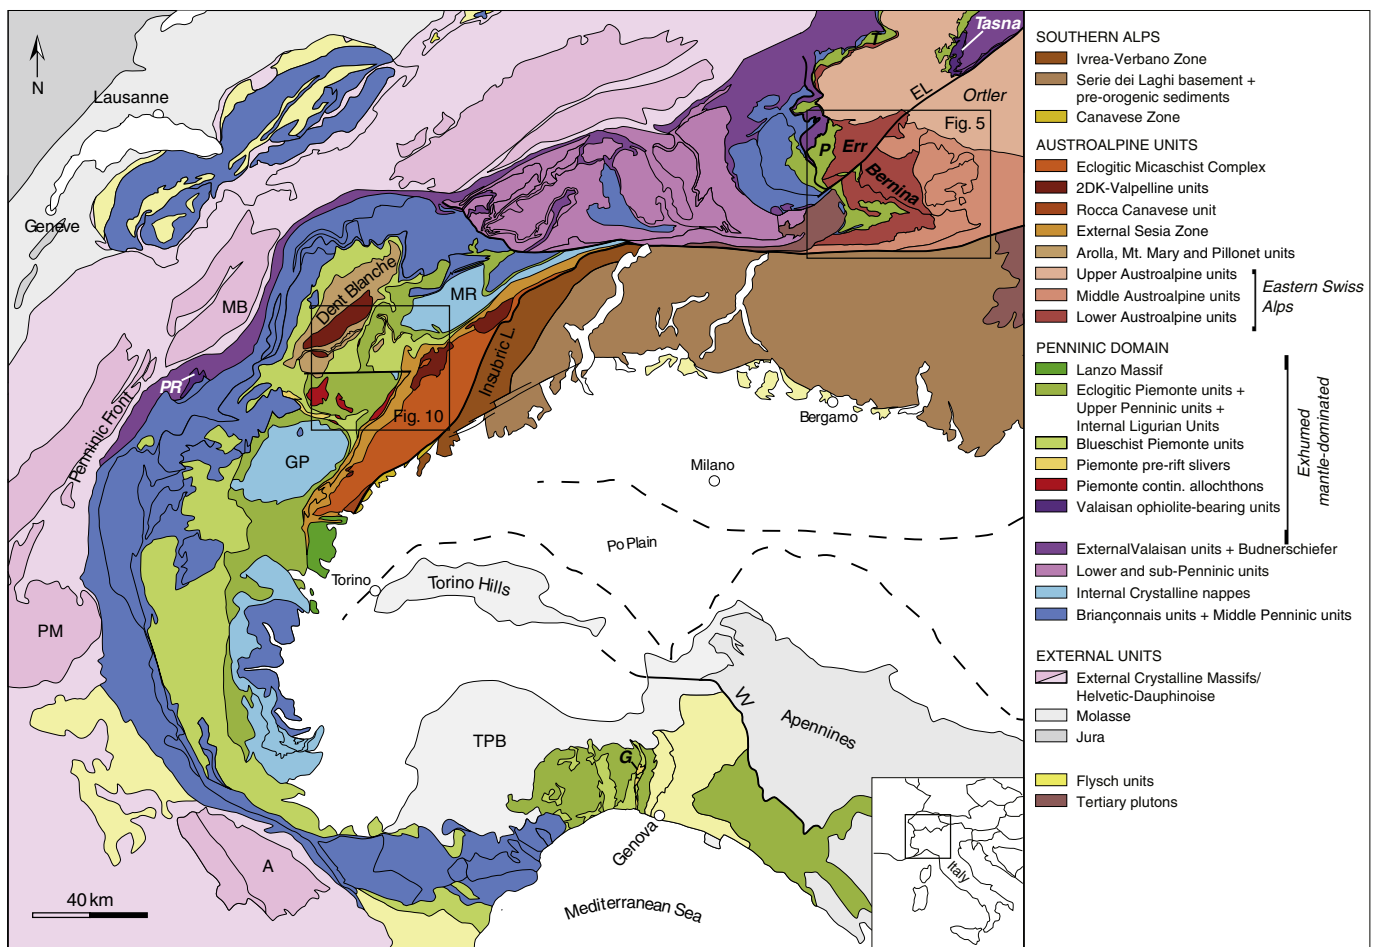 Tasna
N
Lausanne
EL
Ortler
Fig. 5
P
Err
Bernina
Geneve
Dent Blanche
MR
MB
Insubric L.
PR
Penninic Front
Fig. 10
Bergamo
GP
Milano
Po Plain
Torino
Torino Hills
PM
VV
Apennines
TPB
G
Genova
A
Italy
40 km
Mediterranean Sea
SOUTHERN ALPS
Ivrea-Verbano Zone
Serie dei Laghi basement +
pre-orogenic sediments
Canavese Zone
AUSTROALPINE UNITS
Eclogitic Micaschist Complex
2DK-Valpelline units
Rocca Canavese unit
External Sesia Zone
Arolla, Mt. Mary and Pillonet units
Upper Austroalpine units
Middle Austroalpine units
Lower Austroalpine units
Eastern Swiss
Alps
PENNINIC DOMAIN
Lanzo Massif
Eclogitic Piemonte units +
Upper Penninic units +
Internal Ligurian Units
Blueschist Piemonte units
Piemonte pre-rift slivers
Piemonte contin. allochthons
Valaisan ophiolite-bearing units
Exhumed
mantle-dominated
ExternalValaisan units + Budnerschiefer
Lower and sub-Penninic units
Internal Crystalline nappes
Briançonnais units + Middle Penninic units
EXTERNAL UNITS
External Crystalline Massifs/
Helvetic-Dauphinoise
Molasse
Jura
Flysch units
Tertiary plutons